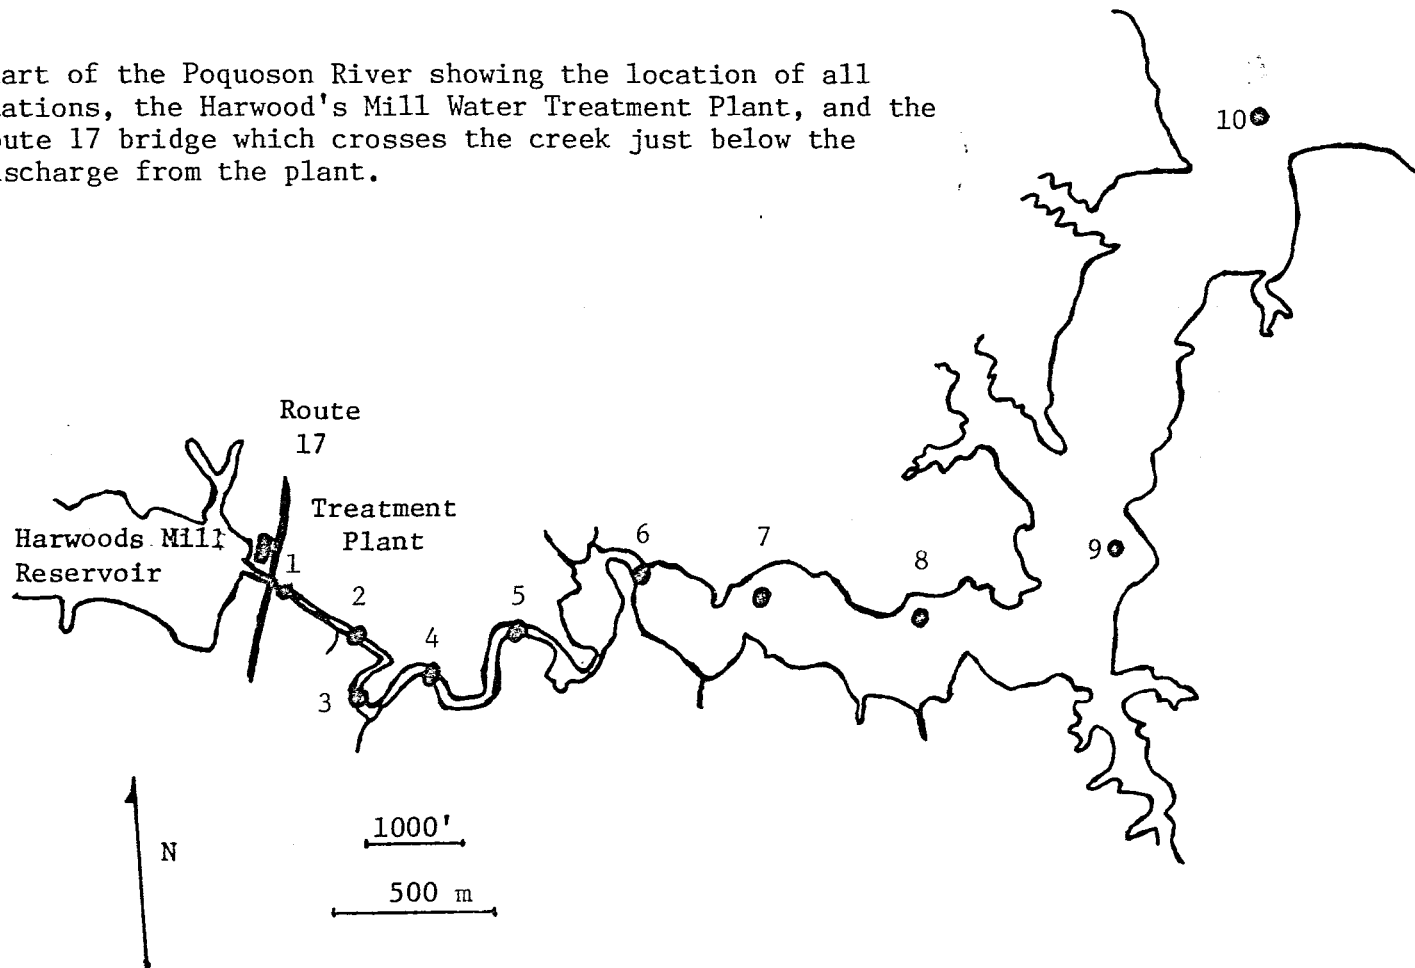 art of the Poquoson River showing the location of all
ations, the Harwood's Mill Water Treatment Plant, and the
oute 17 bridge which crosses the creek just below the
scharge from the plant.
10
Route
17
Treatment
Plant
Harwoods Mill
Reservoir
1
2
3
4
5
6
7
8
9
1000'
500 m
N